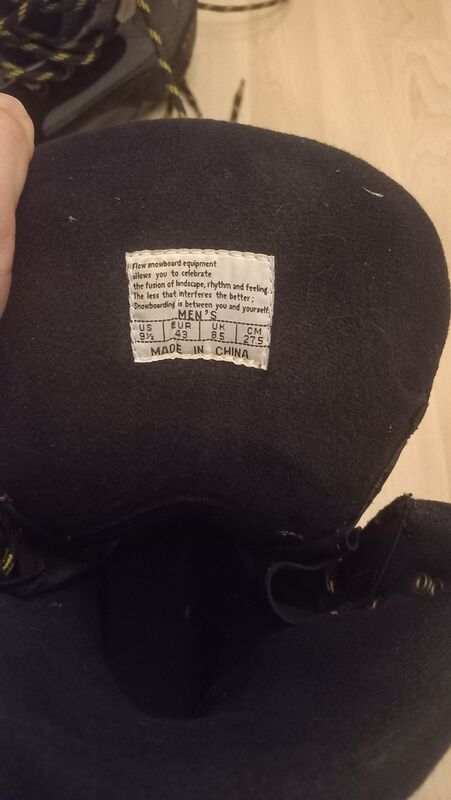 Flow snowboard equipment
allows you to celebrate
the fusion of landscape, rhythm and feeling.
The less that interferes the better;
Snowboarding is between you and yourself.
MEN'S
US EUR UK CM
9½ 43 8.5 27.5
MADE IN CHINA